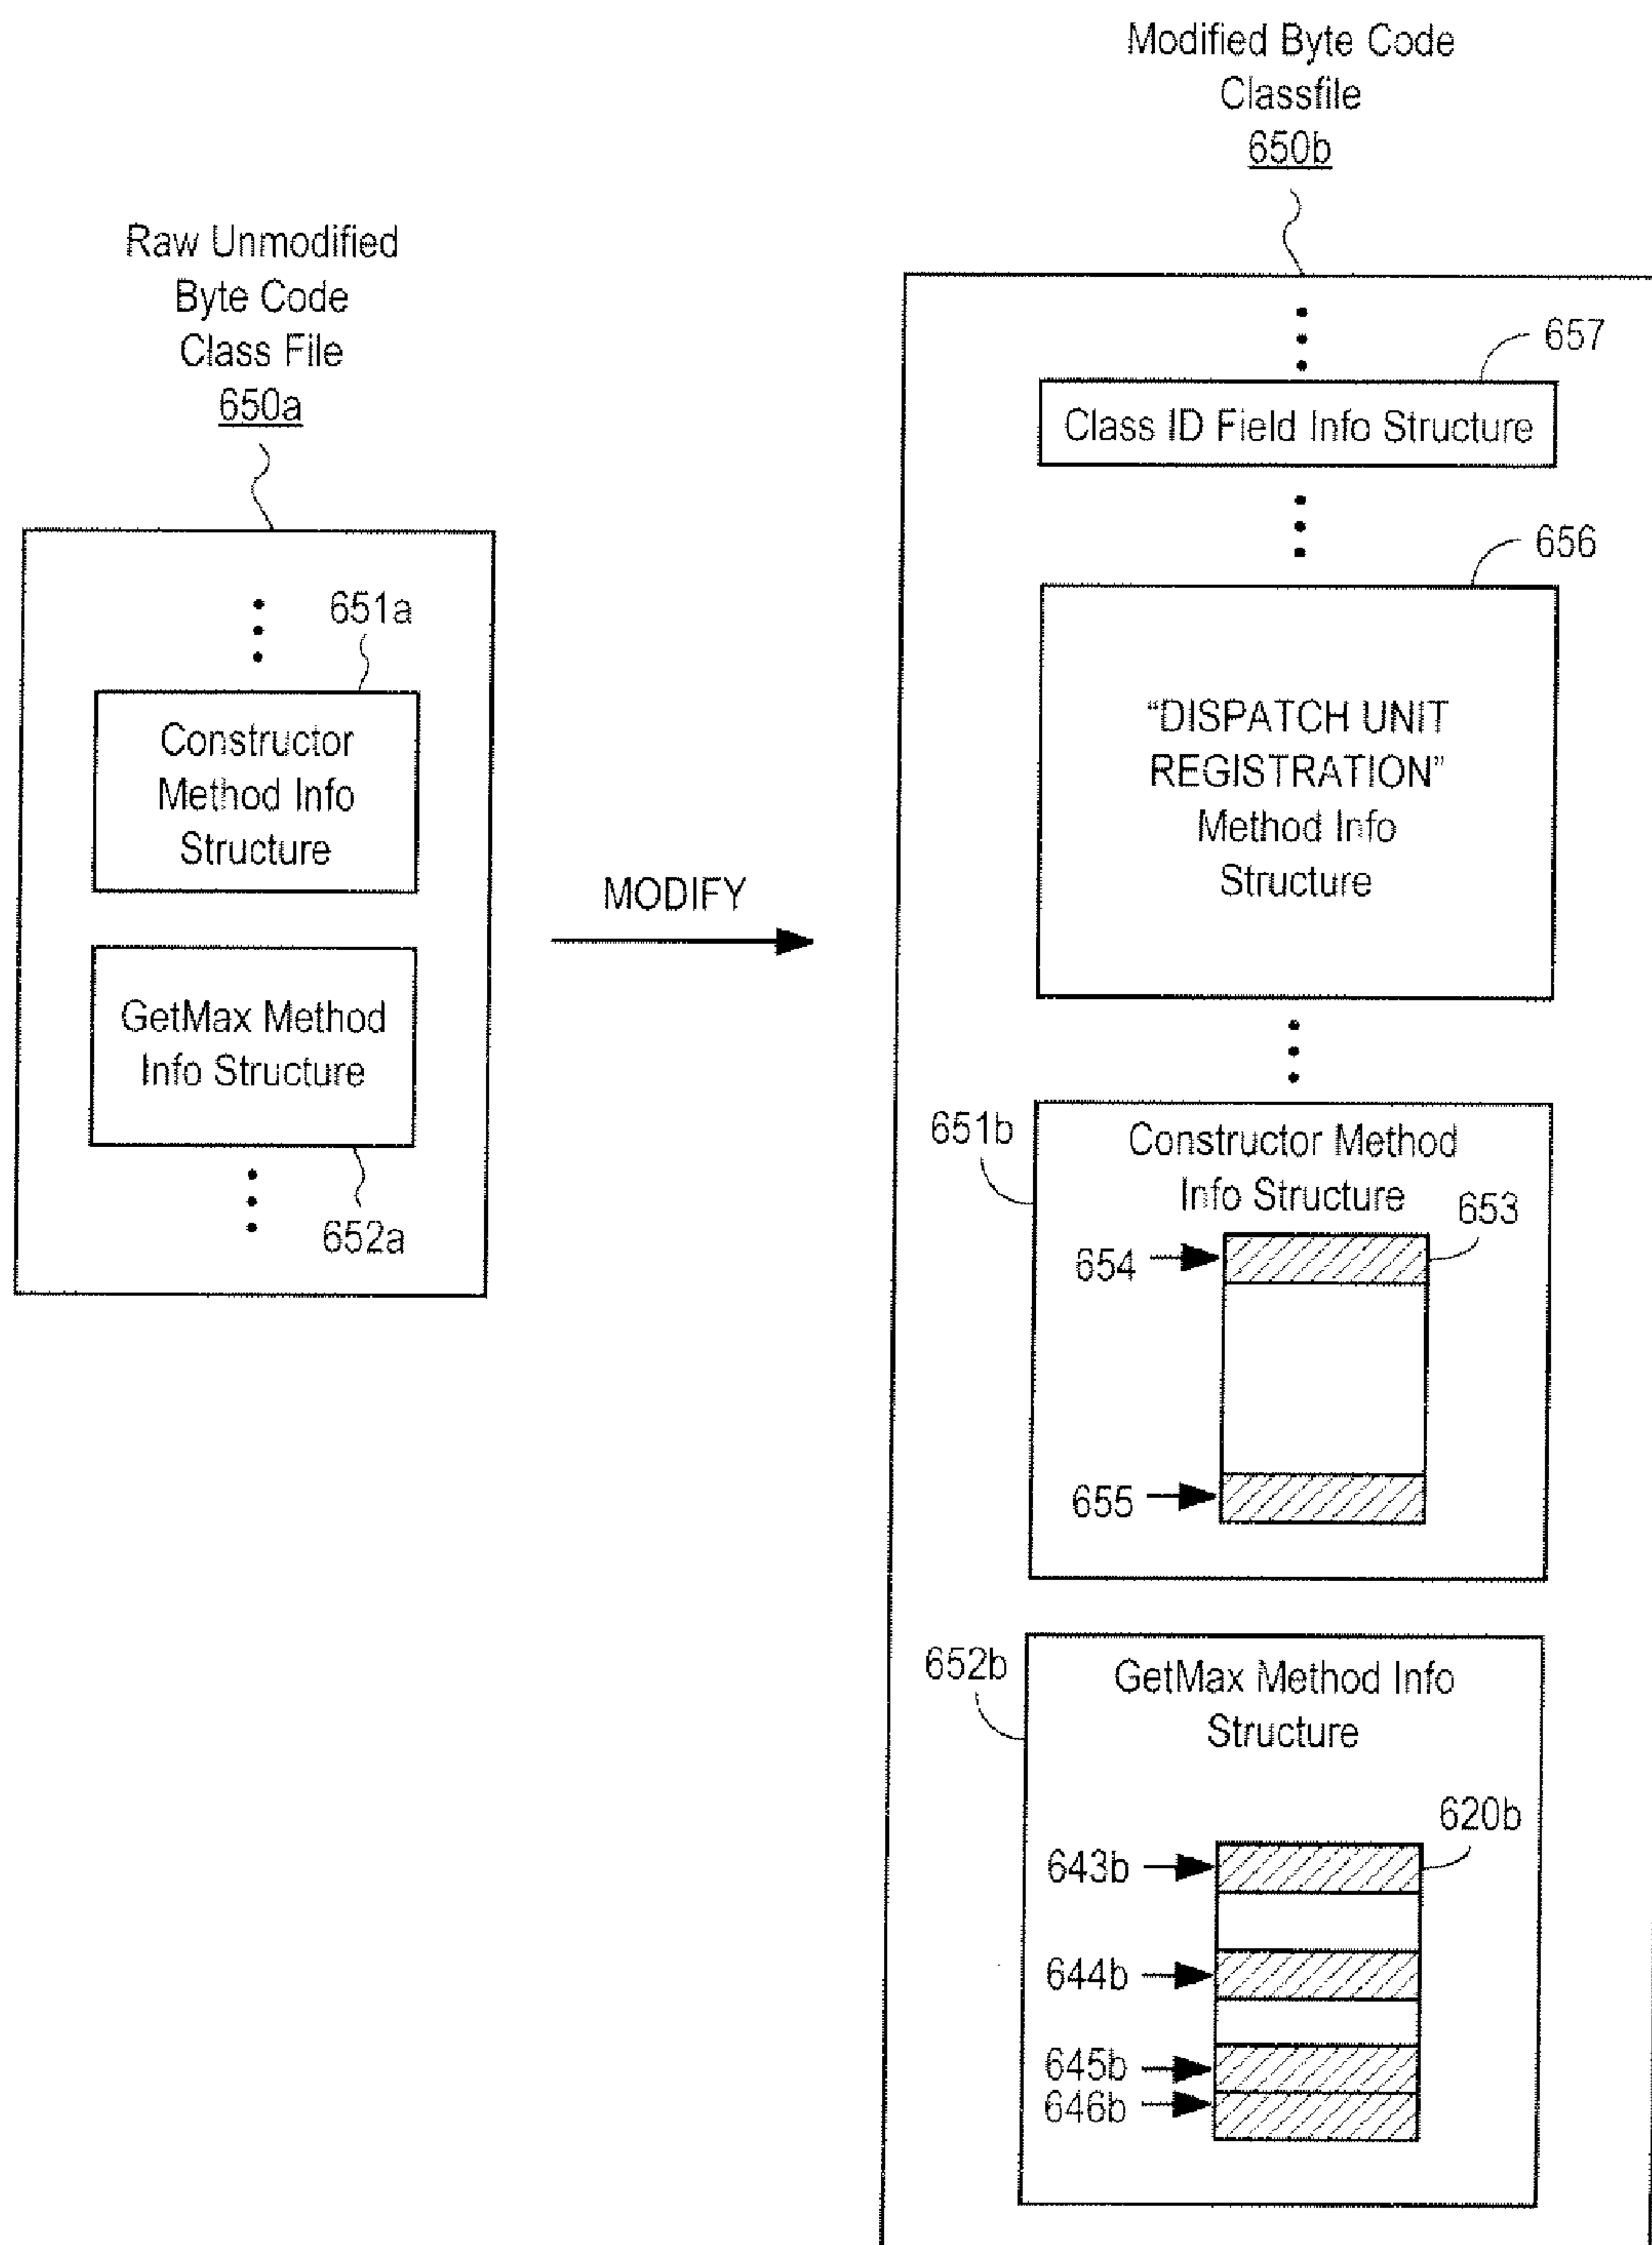 Modified Byte Code
Classfile
650b
Raw Unmodified
Byte Code
Class File
650a
651a
Constructor
Method Info
Structure
GetMax Method
Info Structure
652a
MODIFY
657
Class ID Field Info Structure
656
“DISPATCH UNIT
REGISTRATION”
Method Info
Structure
651b
Constructor Method
Info Structure
653
654
655
652b
GetMax Method Info
Structure
620b
643b
644b
645b
646b